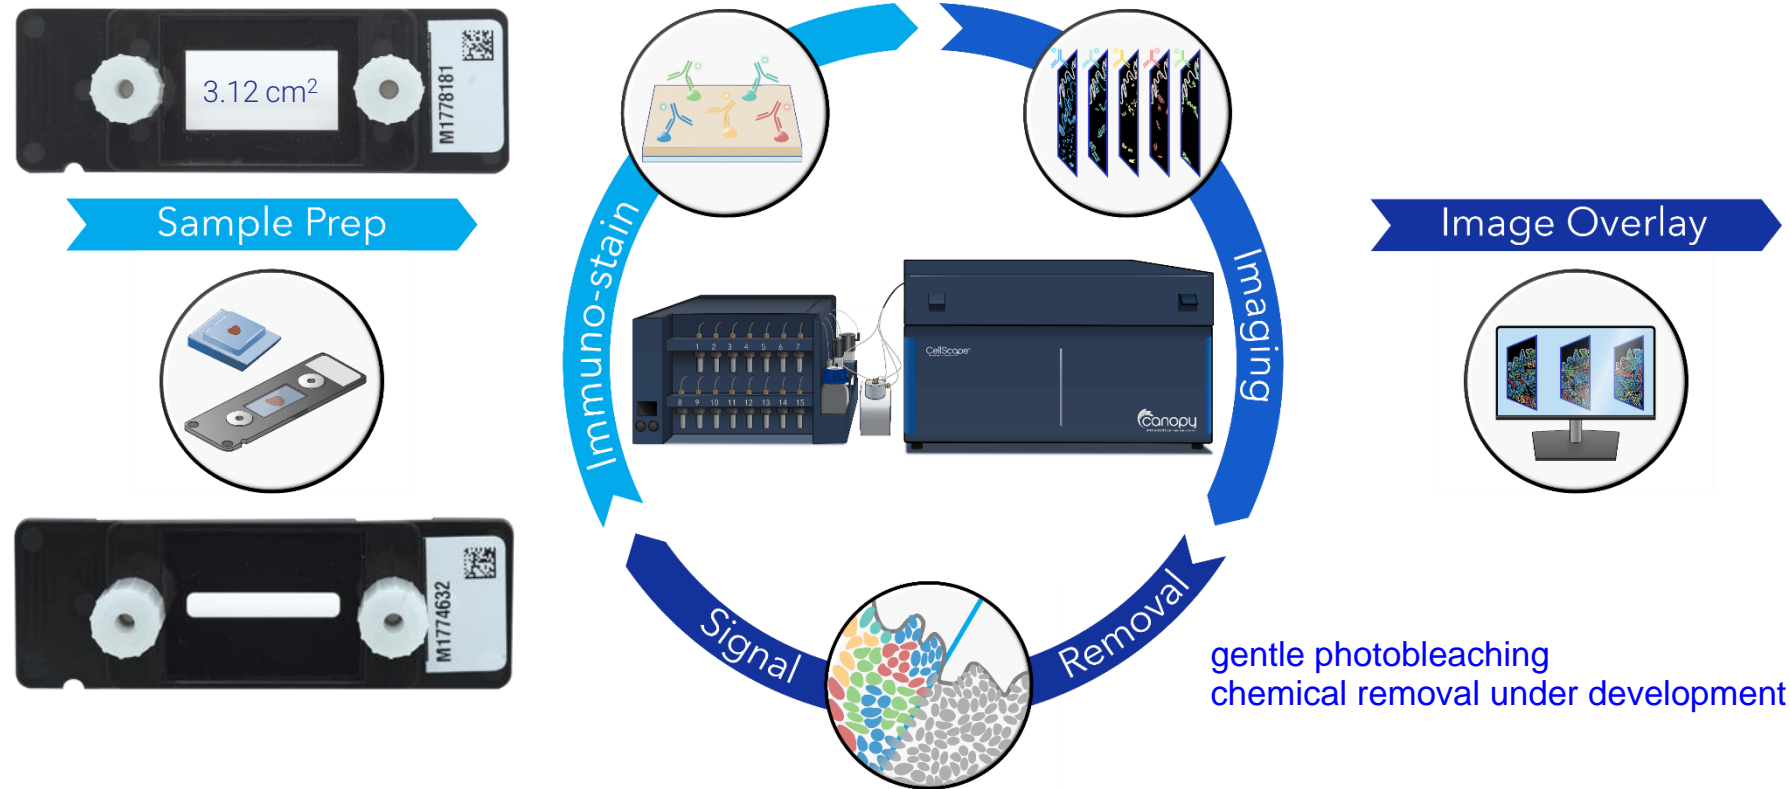 3.12 cm²
M1778181
Sample Prep
M1774632
Immuno-stain
Imaging
Signal
Removal
1 2 3 4 5 6 7
8 9 10 11 12 13 14 15
CellScape
canopy
gentle photobleaching
chemical removal under development
Image Overlay